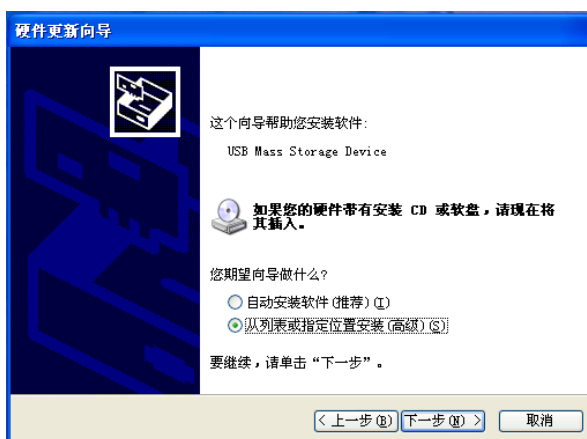 硬件更新向导
这个向导帮助您安装软件:
USB Mass Storage Device
如果您的硬件带有安装 CD 或软盘，请现在将
其插入。
您期望向导做什么?
自动安装软件(推荐)(I)
从列表或指定位置安装(高级)(S)
要继续，请单击“下一步”。
< 上一步(B) 下一步(N) > 取消